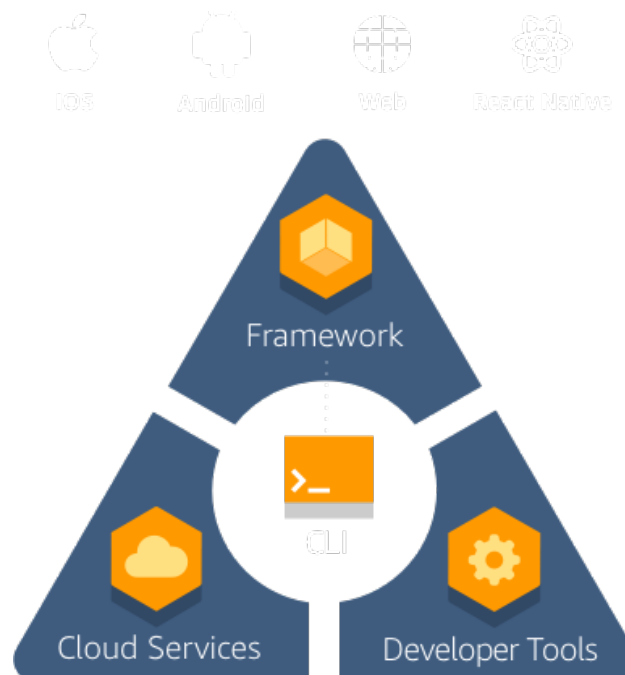 iOS
Android
Web
React Native
Framework
>_
CLI
Cloud Services
Developer Tools